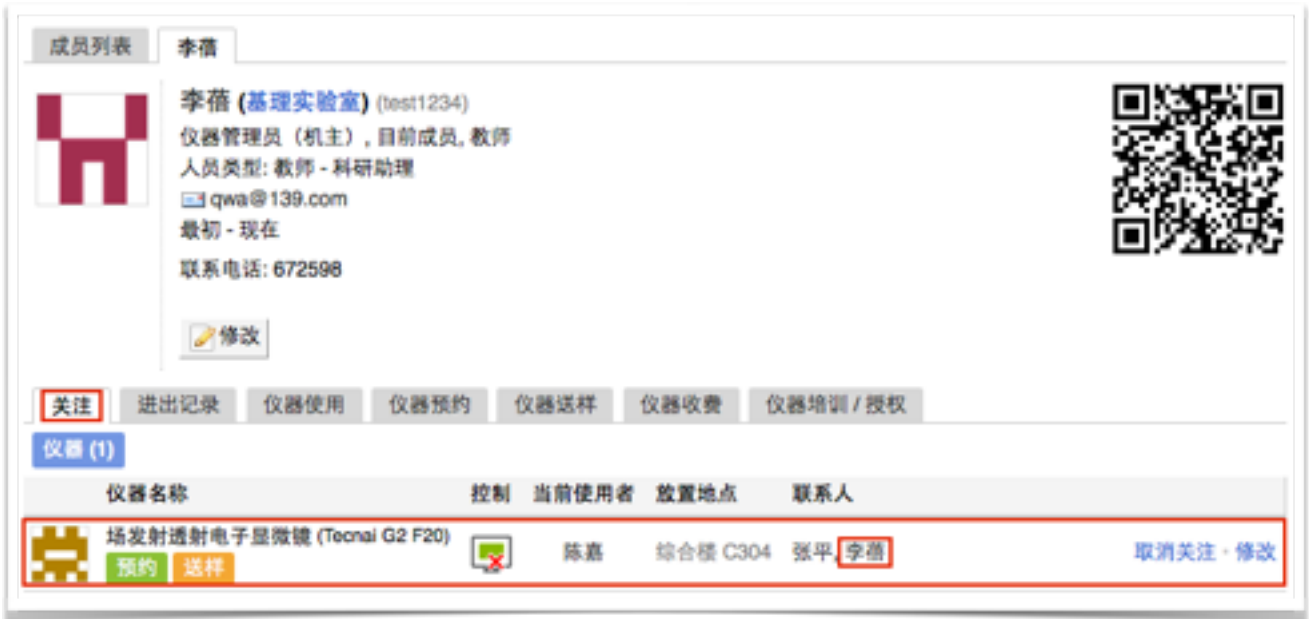 成员列表 李蓓
李蓓 (基理实验室) (test1234)
仪器管理员（机主）, 目前成员, 教师
人员类型: 教师 - 科研助理
qwa@139.com
最初 - 现在
联系电话: 672598
修改
关注 进出记录 仪器使用 仪器预约 仪器送样 仪器收费 仪器培训 / 授权
仪器 (1)
仪器名称 控制 当前使用者 放置地点 联系人
场发射透射电子显微镜 (Tecnai G2 F20)
预约 送样
陈嘉 综合楼 C304 张平, 李蓓 取消关注 · 修改